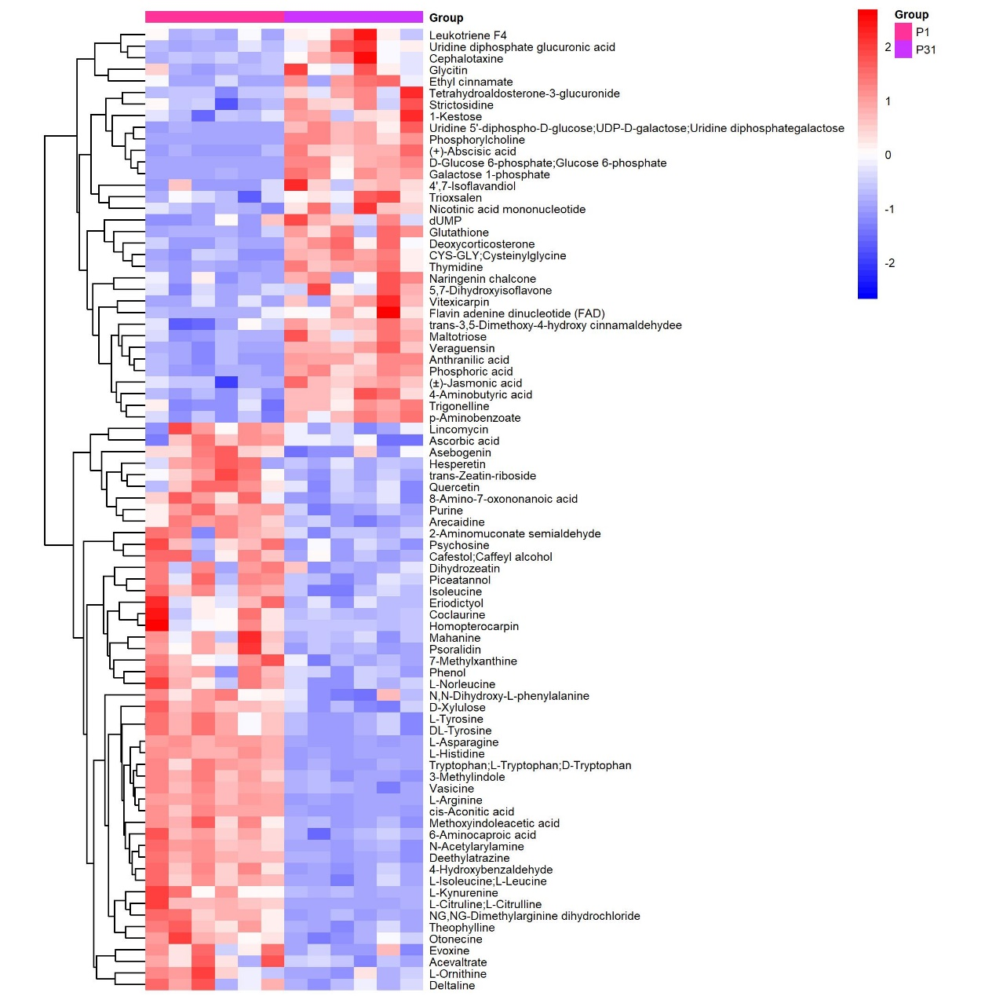 Group
Leukotriene F4
Uridine diphosphate glucuronic acid
Cephalotaxine
Glycitin
Ethyl cinnamate
Tetrahydroaldosterone-3-glucuronide
Strictosidine
1-Kestose
Uridine 5'-diphospho-D-glucose;UDP-D-galactose;Uridine diphosphategalactose
Phosphorylcholine
(+)-Abscisic acid
D-Glucose 6-phosphate;Glucose 6-phosphate
Galactose 1-phosphate
4',7-Isoflavandiol
Trioxsalen
Nicotinic acid mononucleotide
dUMP
Glutathione
Deoxycorticosterone
CYS-GLY;Cysteinylglycine
Thymidine
Naringenin chalcone
5,7-Dihydroxyisoflavone
Vitexicarpin
Flavin adenine dinucleotide (FAD)
trans-3,5-Dimethoxy-4-hydroxy cinnamaldehydee
Maltotriose
Veraguensin
Anthranilic acid
Phosphoric acid
(±)-Jasmonic acid
4-Aminobutyric acid
Trigonelline
p-Aminobenzoate
Lincomycin
Ascorbic acid
Asebogenin
Hesperetin
trans-Zeatin-riboside
Quercetin
8-Amino-7-oxononanoic acid
Purine
Arecaidine
2-Aminomuconate semialdehyde
Psychosine
Cafestol;Caffeyl alcohol
Dihydrozeatin
Piceatannol
Isoleucine
Eriodictyol
Coclaurine
Homopterocarpin
Mahanine
Psoralidin
7-Methylxanthine
Phenol
L-Norleucine
N,N-Dihydroxy-L-phenylalanine
D-Xylulose
L-Tyrosine
DL-Tyrosine
L-Asparagine
L-Histidine
Tryptophan;L-Tryptophan;D-Tryptophan
3-Methylindole
Vasicine
L-Arginine
cis-Aconitic acid
Methoxyindoleacetic acid
6-Aminocaproic acid
N-Acetylarylamine
Deethylatrazine
4-Hydroxybenzaldehyde
L-Isoleucine;L-Leucine
L-Kynurenine
L-Citruline;L-Citrulline
NG,NG-Dimethylarginine dihydrochloride
Theophylline
Otonecine
Evoxine
Acevaltrate
L-Ornithine
Deltaline
2
1
0
-1
-2
Group
P1
P31